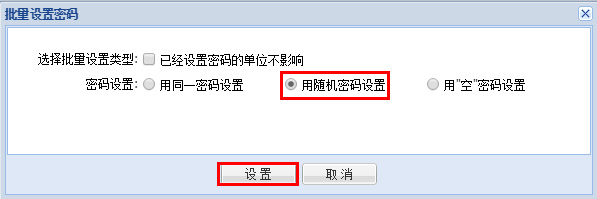 批量设置密码
选择批量设置类型: 已经设置密码的单位不影响
密码设置: 用同一密码设置 用随机密码设置 用"空"密码设置
设 置 取 消